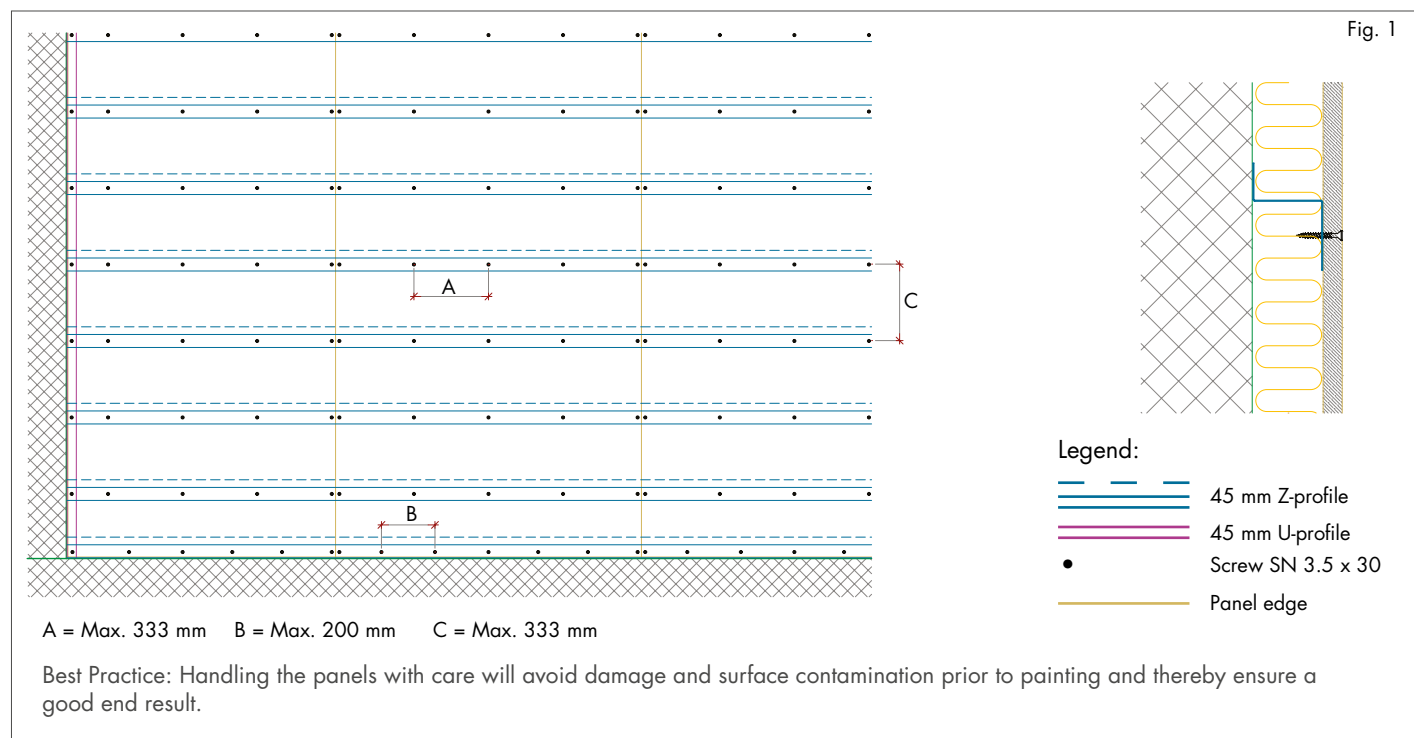 Fig. 1
A
C
B
Legend:
45 mm Z-profile
45 mm U-profile
Screw SN 3.5 x 30
Panel edge
A = Max. 333 mm B = Max. 200 mm C = Max. 333 mm
Best Practice: Handling the panels with care will avoid damage and surface contamination prior to painting and thereby ensure a
good end result.